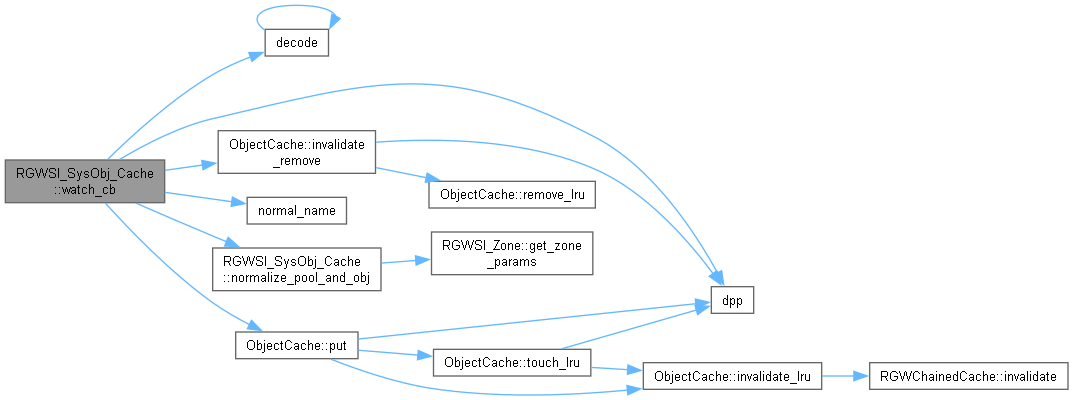 decode
RGWSI_SysObj_Cache
::watch_cb
ObjectCache::invalidate
_remove
ObjectCache::remove_lru
normal_name
RGWSI_SysObj_Cache
::normalize_pool_and_obj
RGWSI_Zone::get_zone
_params
dpp
ObjectCache::put
ObjectCache::touch_lru
ObjectCache::invalidate_lru
RGWChainedCache::invalidate